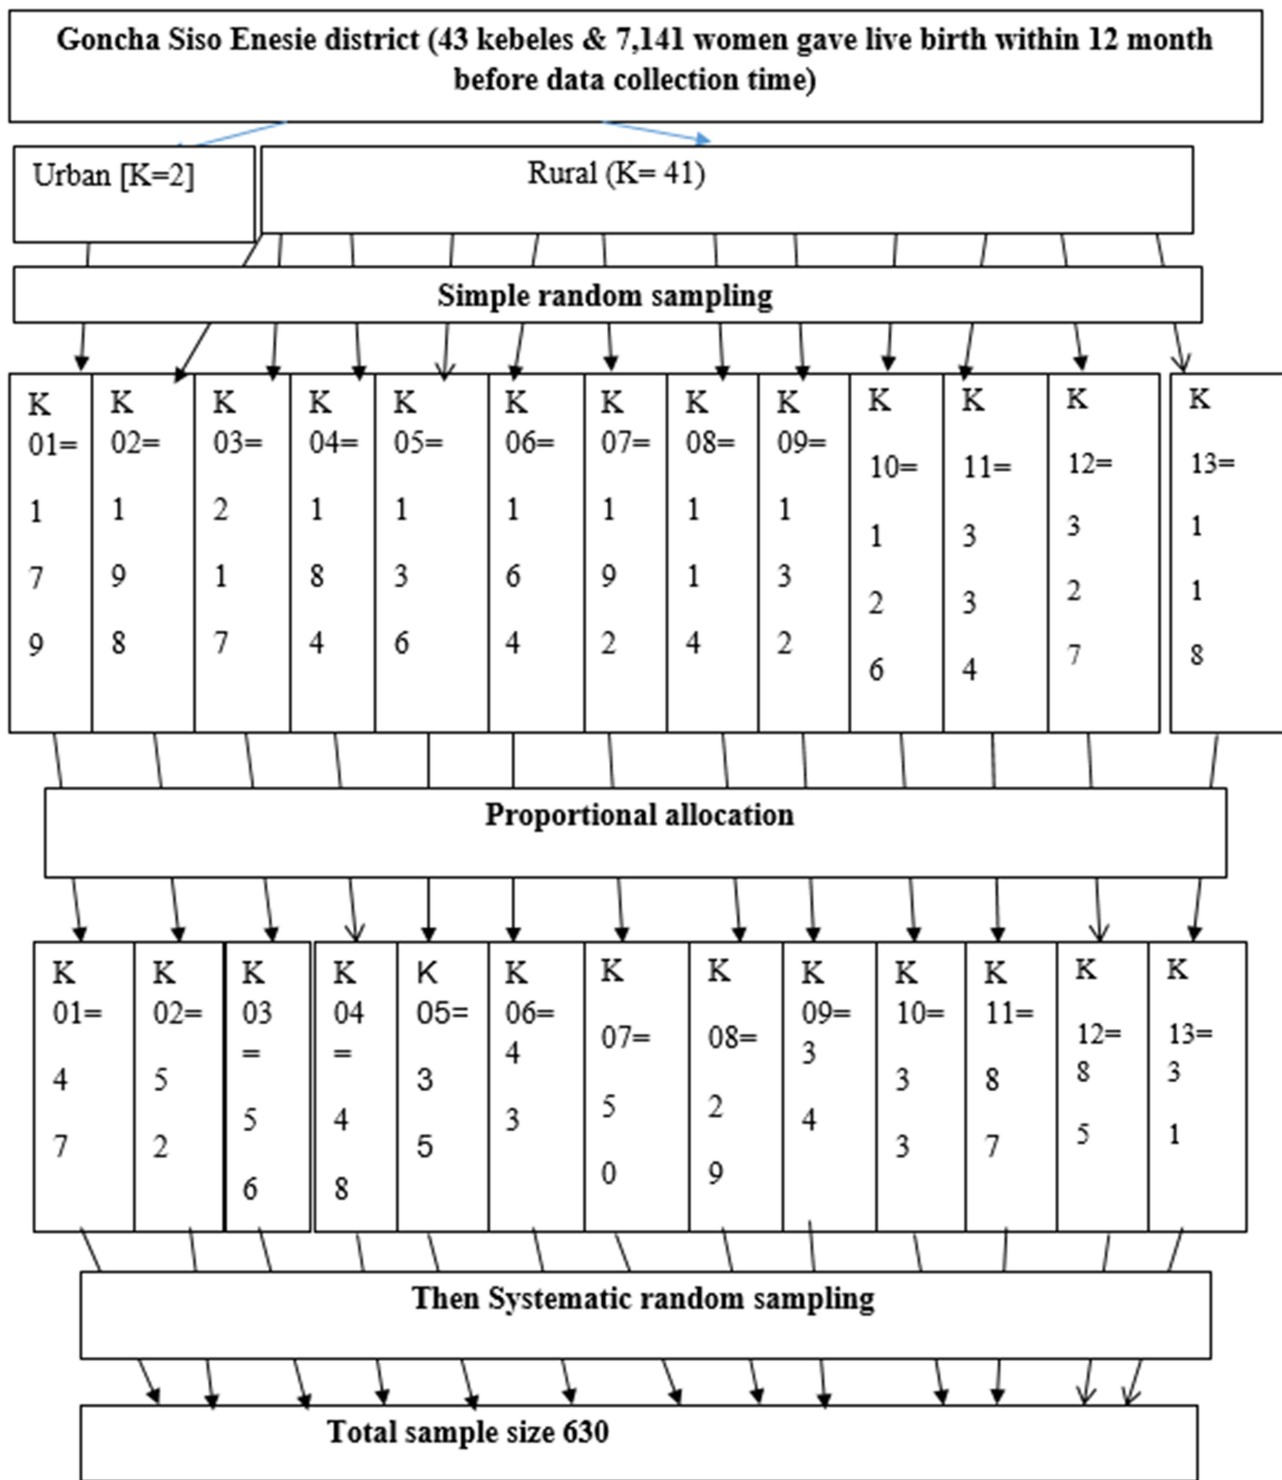 Goncha Siso Enesie district (43 kebeles & 7,141 women gave live birth within 12 month
before data collection time)
Urban [K=2]
Rural (K= 41)
Simple random sampling
K
01=
1
7
9
K
02=
1
9
8
K
03=
2
1
7
K
04=
1
8
4
K
05=
1
3
6
K
06=
1
6
4
K
07=
1
9
2
K
08=
1
1
4
K
09=
1
3
2
K
10=
1
2
6
K
11=
3
3
4
K
12=
3
2
7
K
13=
1
1
8
Proportional allocation
K
01=
4
7
K
02=
5
2
K
03
=
5
6
K
04
=
4
8
K
05=
3
5
K
06=
4
3
K
07=
5
0
K
08=
2
9
K
09=
3
4
K
10=
3
3
K
11=
8
7
K
12=
8
5
K
13=
3
1
Then Systematic random sampling
Total sample size 630